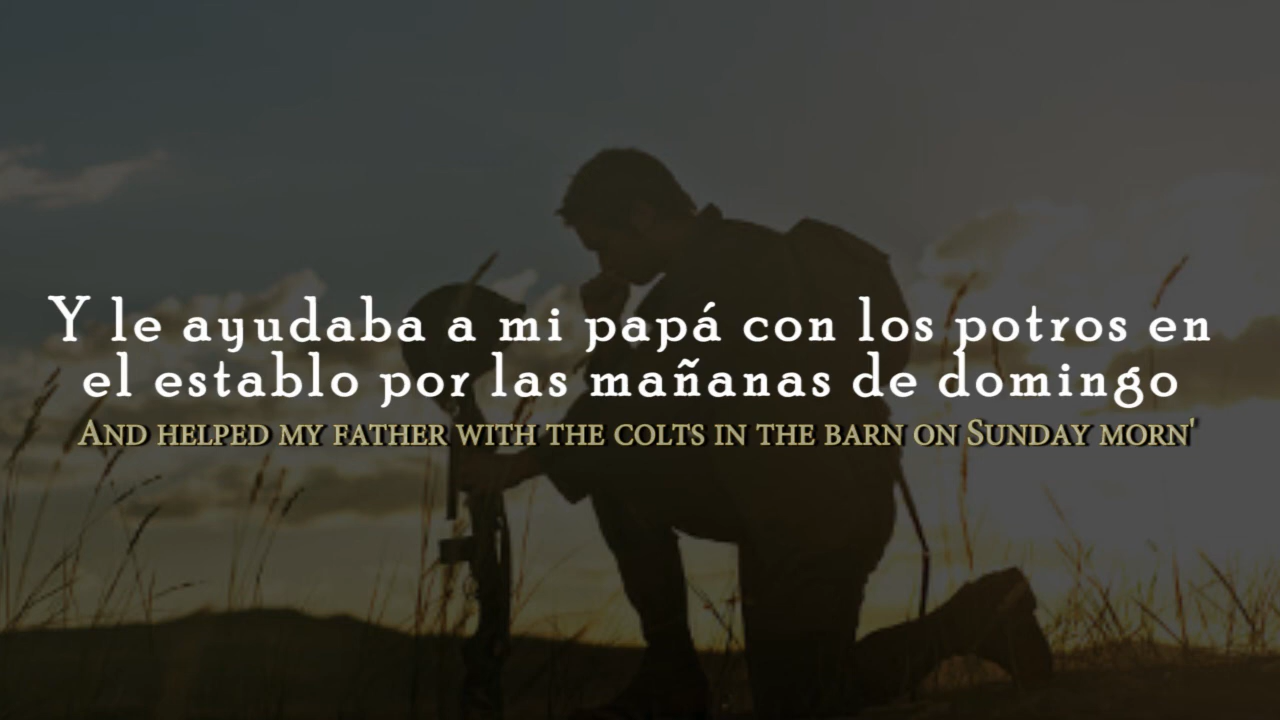 Y le ayudaba a mi papá con los potros en
el establo por las mañanas de domingo
And helped my father with the colts in the barn on Sunday morn'